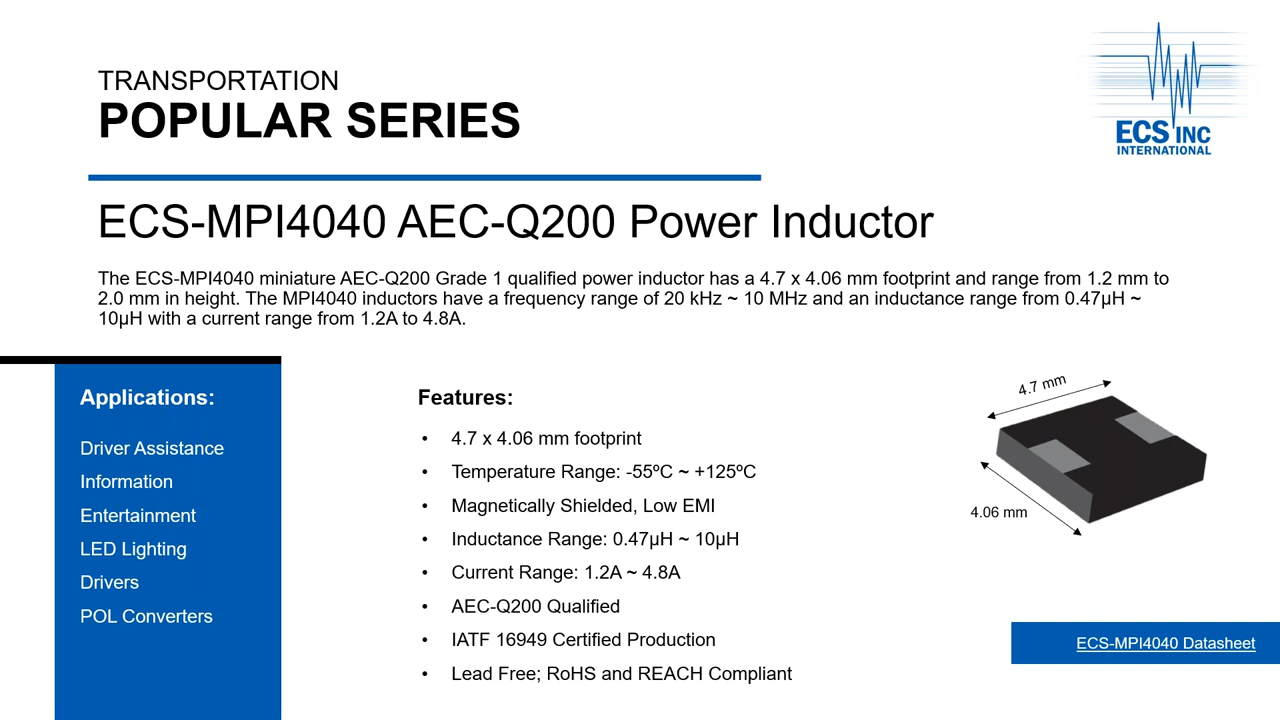 TRANSPORTATION
POPULAR SERIES
ECS INC
INTERNATIONAL
ECS-MPI4040 AEC-Q200 Power Inductor
The ECS-MPI4040 miniature AEC-Q200 Grade 1 qualified power inductor has a 4.7 x 4.06 mm footprint and range from 1.2 mm to
2.0 mm in height. The MPI4040 inductors have a frequency range of 20 kHz ~ 10 MHz and an inductance range from 0.47µH ~
10µH with a current range from 1.2A to 4.8A.
Applications:
Driver Assistance
Information
Entertainment
LED Lighting
Drivers
POL Converters
Features:
• 4.7 x 4.06 mm footprint
• Temperature Range: -55ºC ~ +125ºC
• Magnetically Shielded, Low EMI
• Inductance Range: 0.47µH ~ 10µH
• Current Range: 1.2A ~ 4.8A
• AEC-Q200 Qualified
• IATF 16949 Certified Production
• Lead Free; RoHS and REACH Compliant
4.7 mm
4.06 mm
ECS-MPI4040 Datasheet